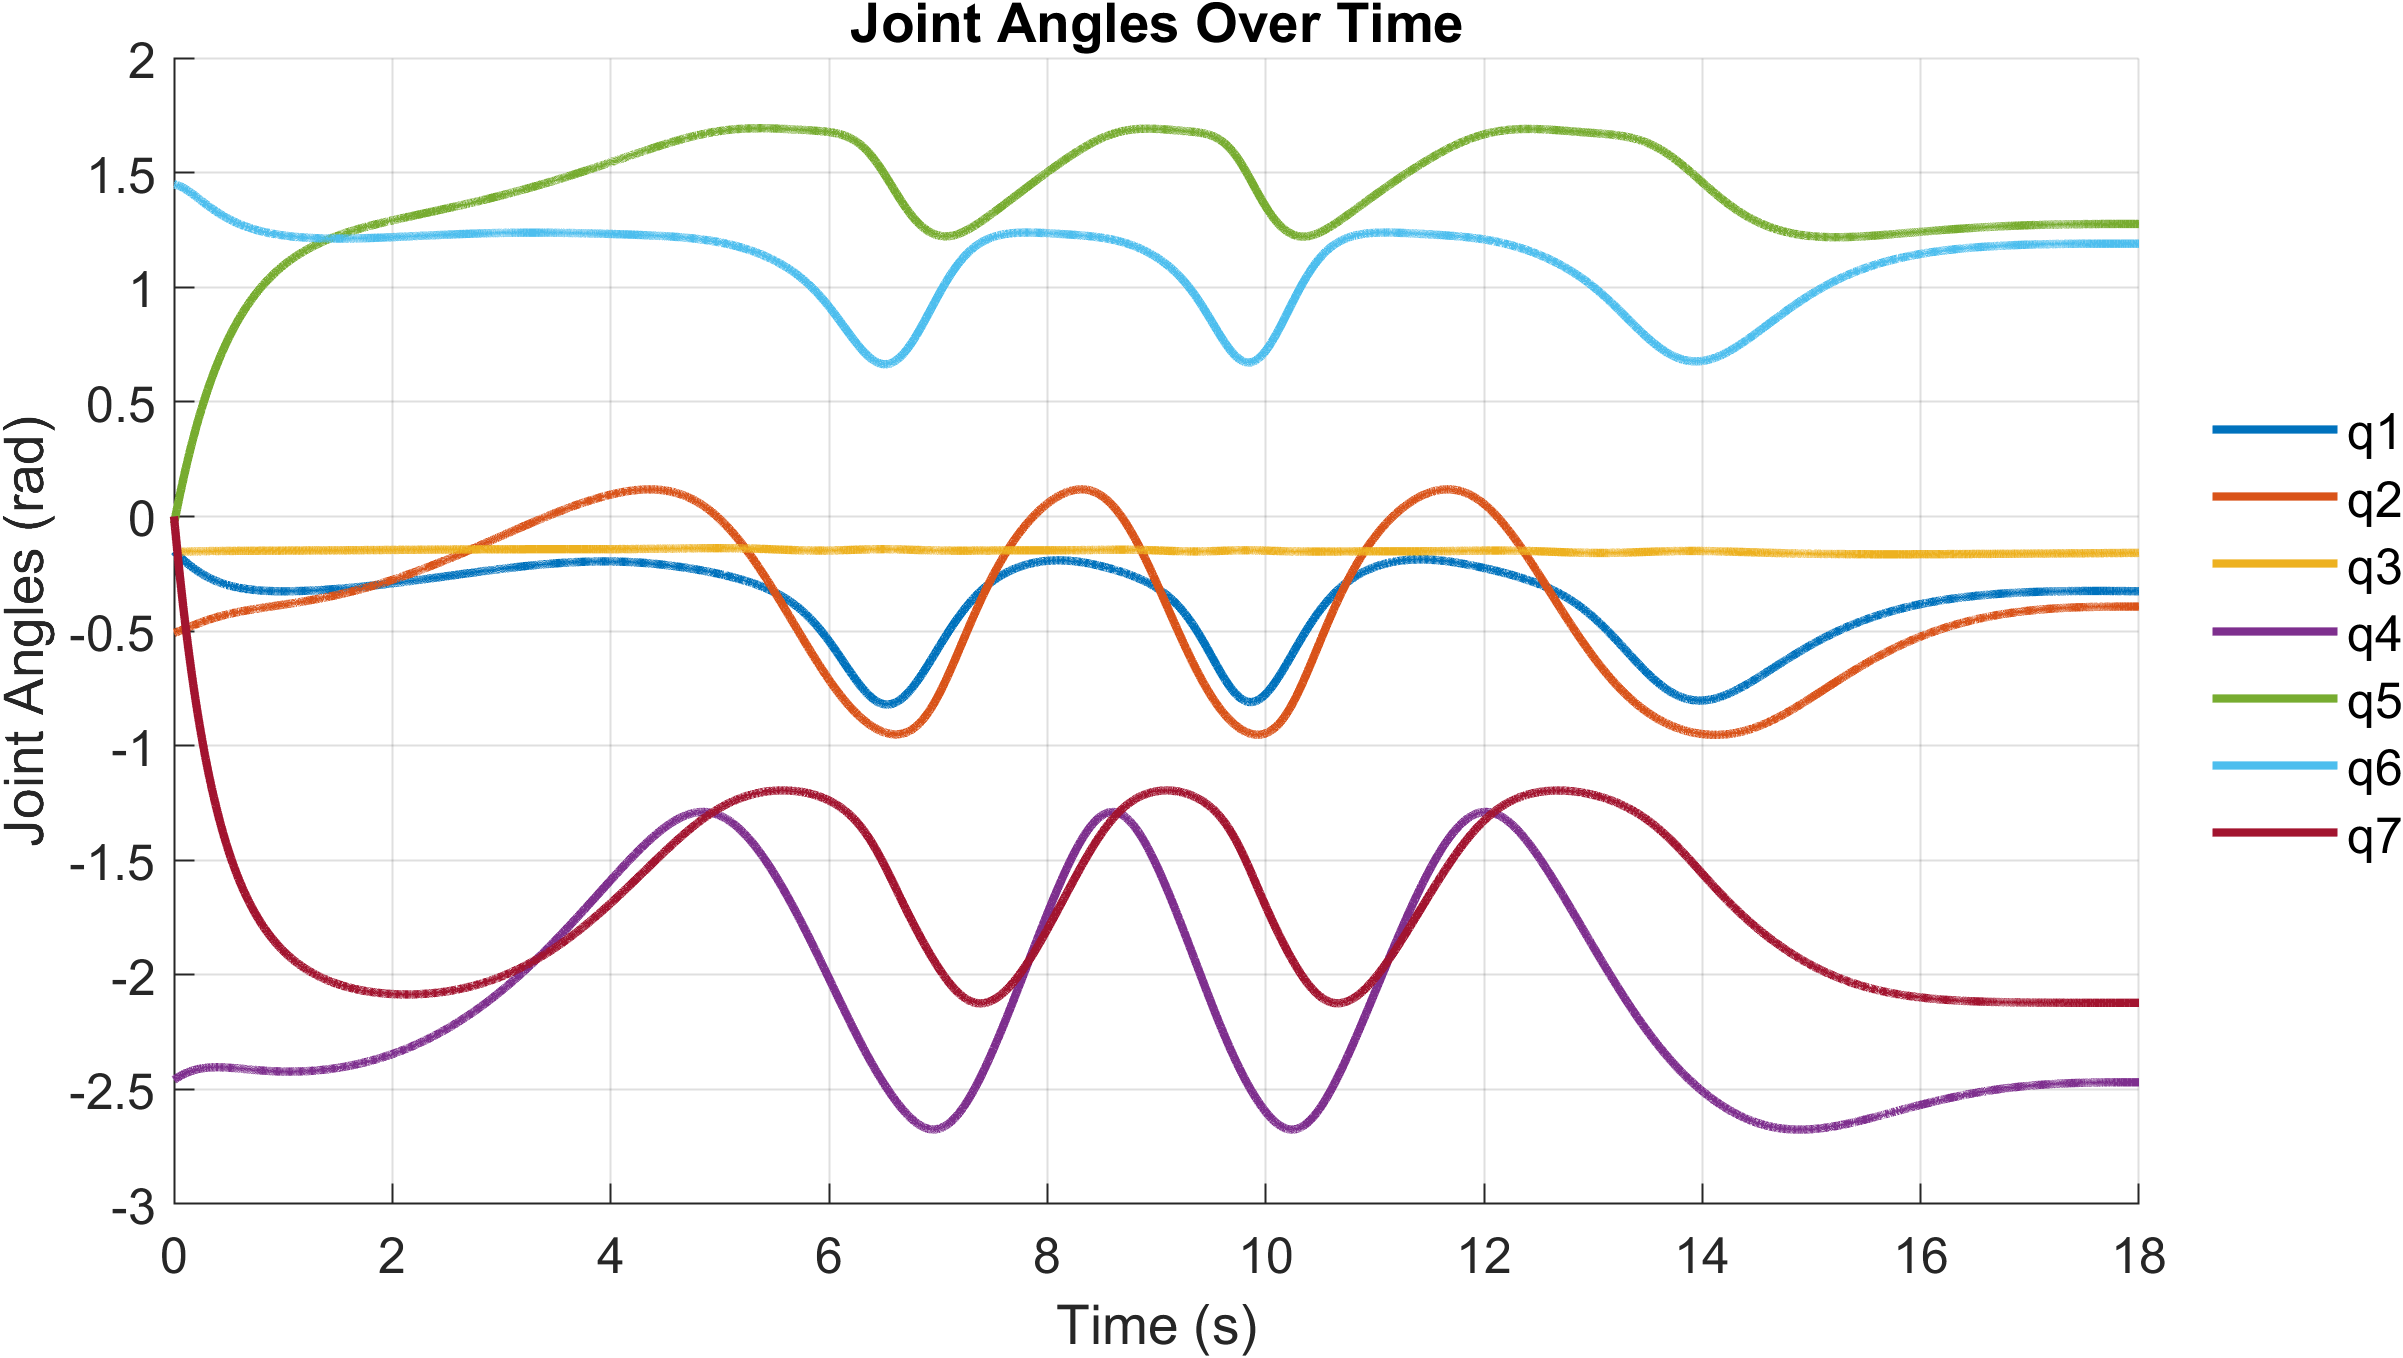 Joint Angles Over Time
Joint Angles (rad)
2
1.5
1
0.5
0
-0.5
-1
-1.5
-2
-2.5
-3
0 2 4 6 8 10 12 14 16 18
Time (s)
q1
q2
q3
q4
q5
q6
q7